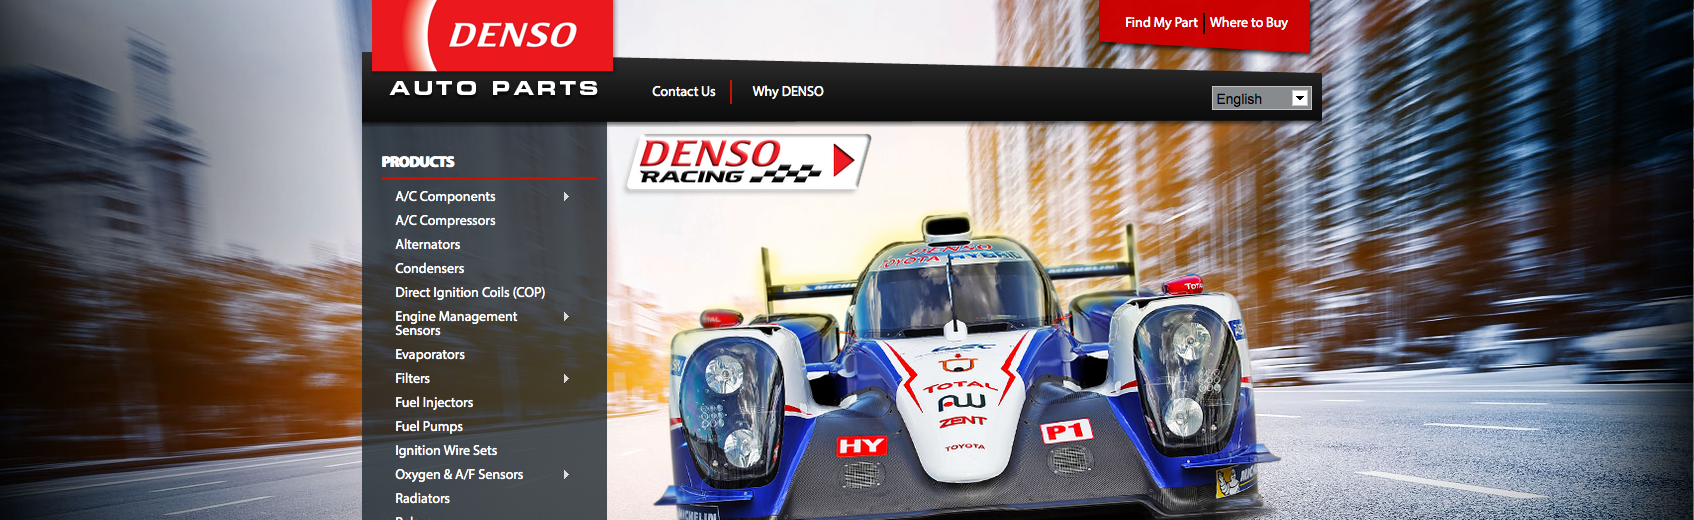 DENSO
AUTO PARTS
Find My Part
Where to Buy
Contact Us
Why DENSO
English
PRODUCTS
A/C Components
A/C Compressors
Alternators
Condensers
Direct Ignition Coils (COP)
Engine Management
Sensors
Evaporators
Filters
Fuel Injectors
Fuel Pumps
Ignition Wire Sets
Oxygen & A/F Sensors
Radiators
DENSO
RACING
DENSO
TOYOTA HYBRID
MICHELIN
TOTAL
TOTAL
ZENT
TOYOTA
HY
P1
MICHELIN